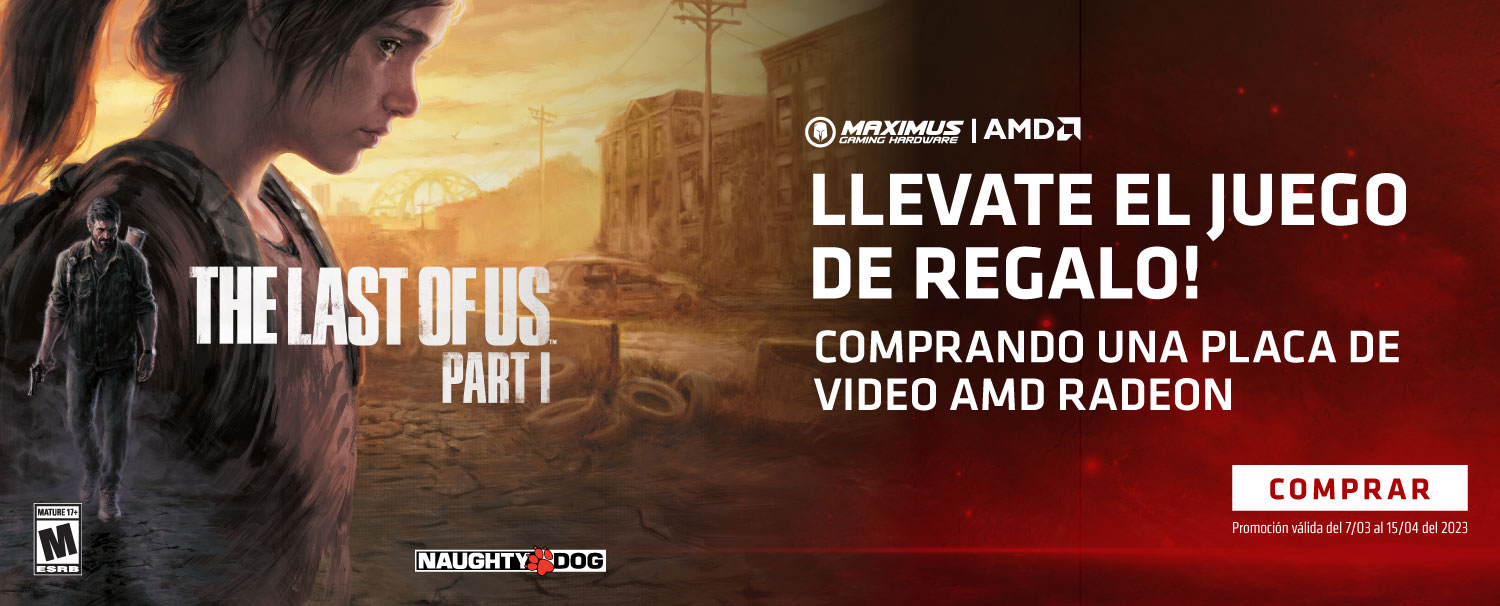 MAXIMUS
GAMING HARDWARE | AMD
LLEVATE EL JUEGO
DE REGALO!
COMPRANDO UNA PLACA DE
VIDEO AMD RADEON
THE LAST OF US™
PART I
COMPRAR
Promoción válida del 7/03 al 15/04 del 2023
MATURE 17+
M
ESRB
NAUGHTY DOG